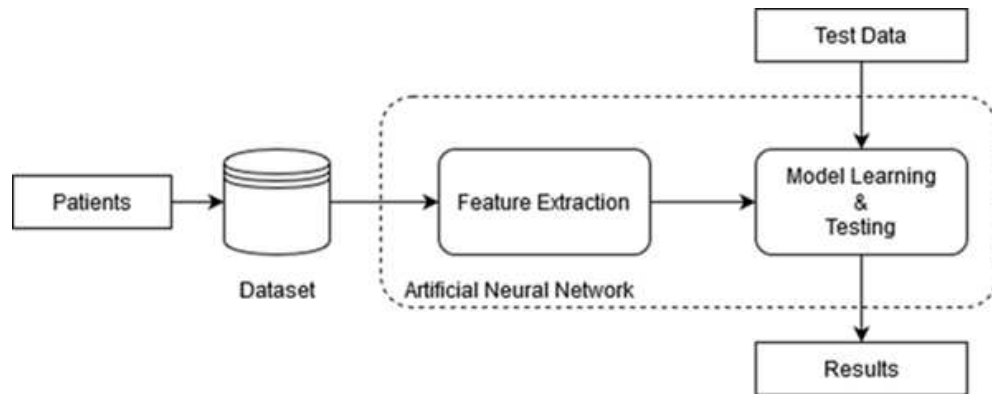 Test Data
Patients
Feature Extraction
Model Learning
&
Testing
Dataset
Artificial Neural Network
Results